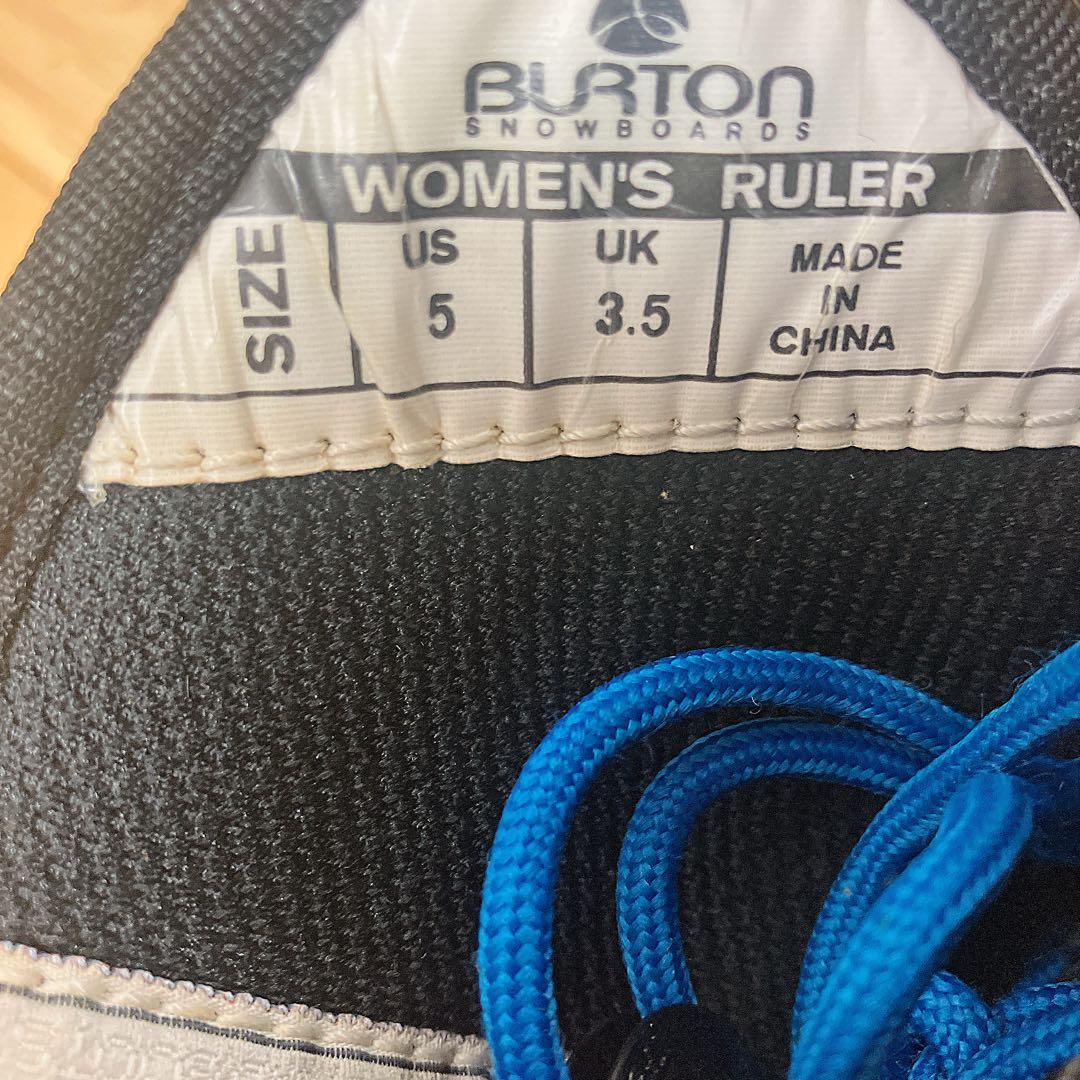 BURTON
SNOWBOARDS
WOMEN'S RULER
SIZE
US UK MADE
5 3.5 IN
CHINA